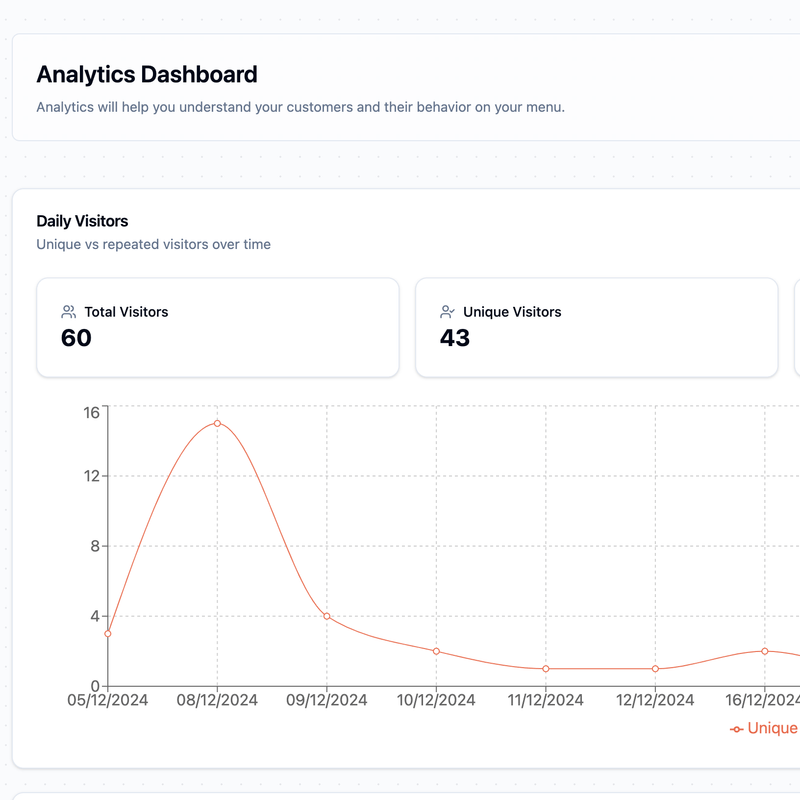 Analytics Dashboard
Analytics will help you understand your customers and their behavior on your menu.
Daily Visitors
Unique vs repeated visitors over time
Total Visitors
60
Unique Visitors
43
16
12
8
4
0
05/12/2024 08/12/2024 09/12/2024 10/12/2024 11/12/2024 12/12/2024 16/12/2024
Unique